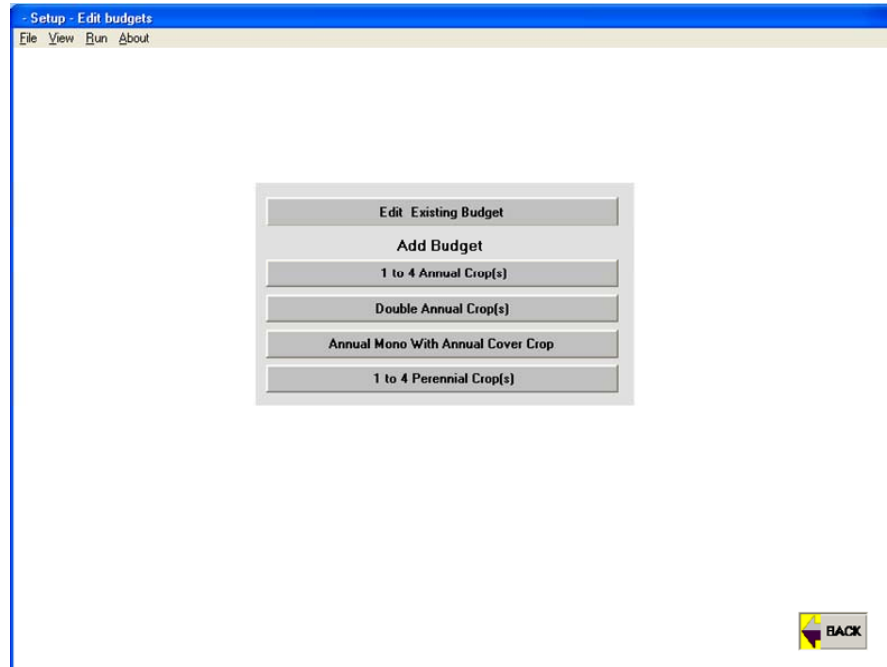 - Setup - Edit budgets
File View Run About
Edit Existing Budget
Add Budget
1 to 4 Annual Crop(s)
Double Annual Crop(s)
Annual Mono With Annual Cover Crop
1 to 4 Perennial Crop(s)
BACK